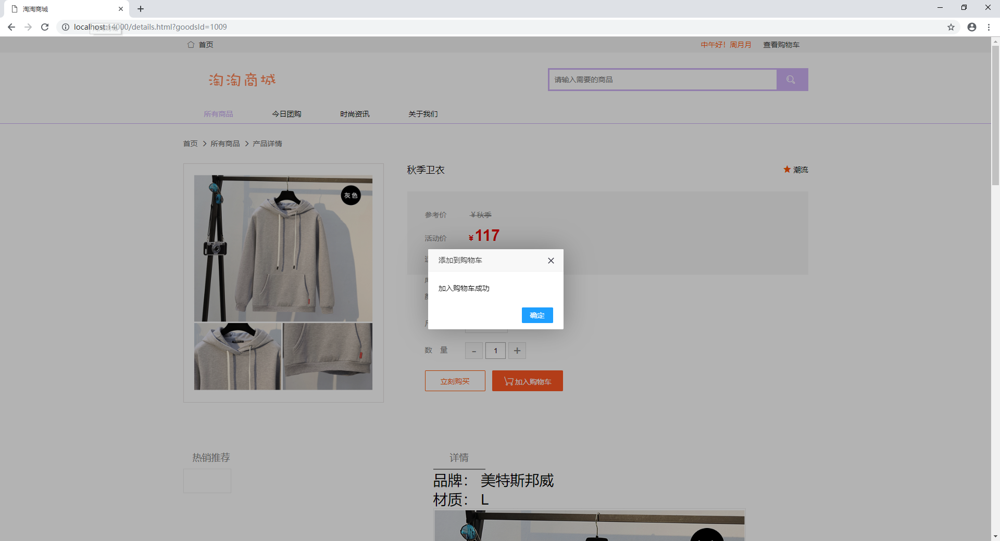 淘淘商城
localhost:14000/details.html?goodsId=1009
首页
中午好！周月月 查看购物车
淘淘商城
请输入需要的商品
所有商品 今日团购 时尚资讯 关于我们
首页 > 所有商品 > 产品详情
秋季卫衣
潮流
灰色
参考价 ￥秋季
活动价 ¥117
添加到购物车
加入购物车成功
确定
数 量 - 1 +
立刻购买 加入购物车
热销推荐
详情
品牌： 美特斯邦威
材质： L